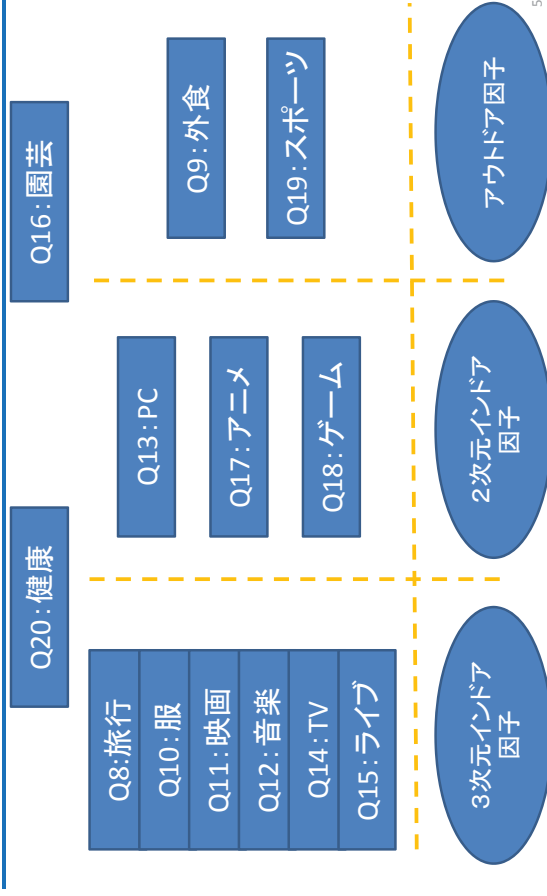 Q20:健康
Q16:園芸
Q8:旅行
Q10:服
Q11:映画
Q12:音楽
Q14:TV
Q15:ライブ
Q13:PC
Q17:アニメ
Q18:ゲーム
Q9:外食
Q19:スポーツ
3次元インドア
因子
2次元インドア
因子
アウトドア因子
5